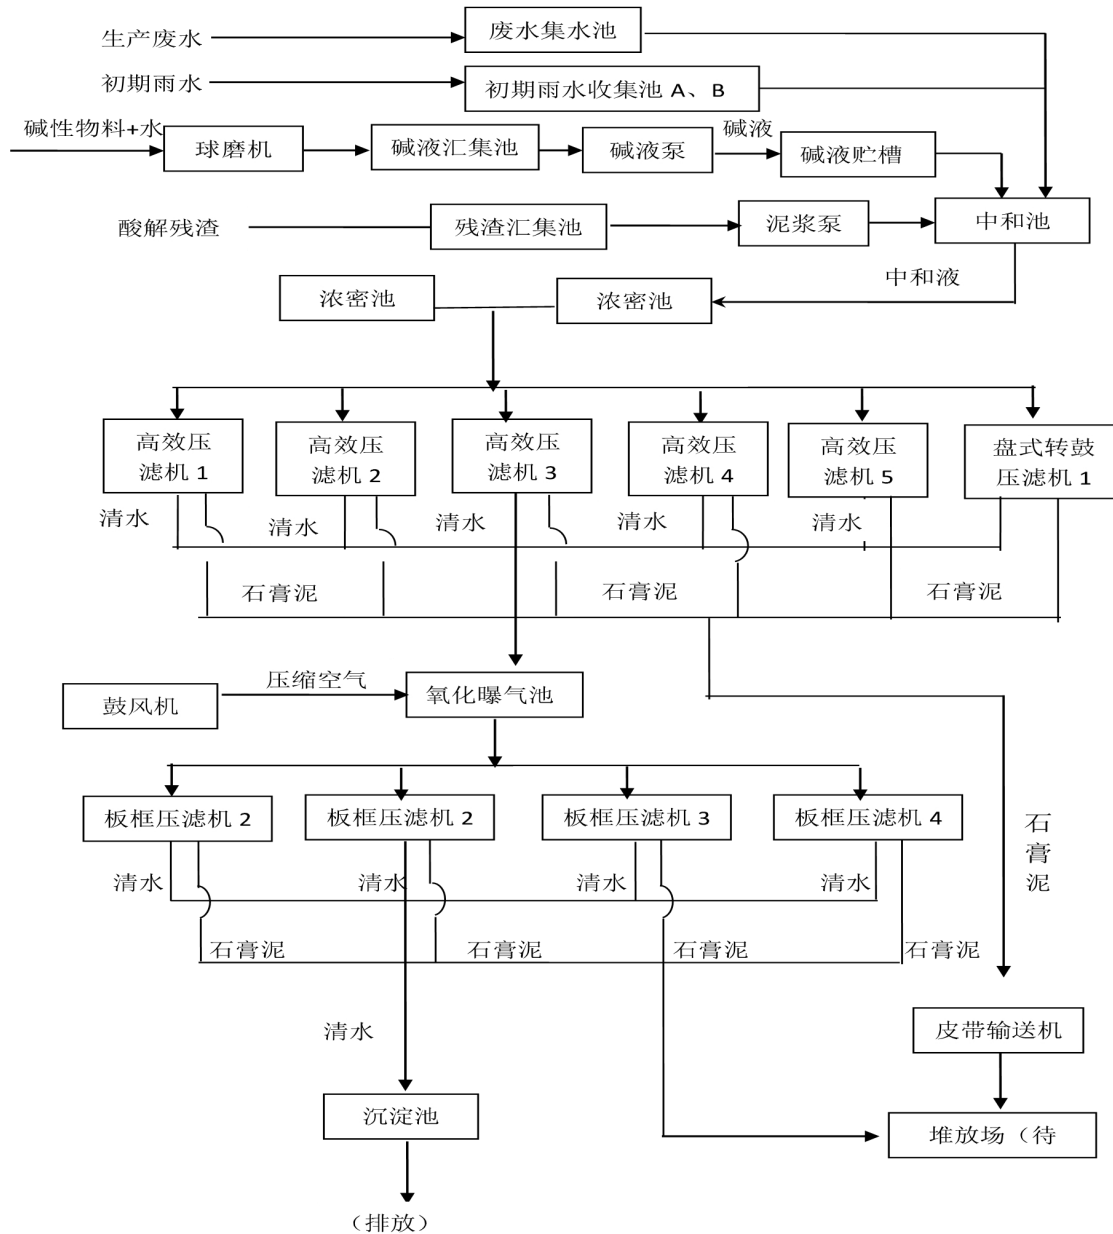 生产废水
废水集水池
初期雨水
初期雨水收集池 A、B
碱性物料+水
球磨机
碱液汇集池
碱液泵
碱液
碱液贮槽
酸解残渣
残渣汇集池
泥浆泵
中和池
中和液
浓密池
浓密池
高效压
滤机 1
高效压
滤机 2
高效压
滤机 3
高效压
滤机 4
高效压
滤机 5
盘式转鼓
压滤机 1
清水
清水
清水
清水
清水
石膏泥
石膏泥
石膏泥
鼓风机
压缩空气
氧化曝气池
板框压滤机 2
板框压滤机 2
板框压滤机 3
板框压滤机 4
石
膏
泥
清水
清水
清水
清水
石膏泥
石膏泥
石膏泥
石膏泥
清水
皮带输送机
沉淀池
堆放场（待
（排放）